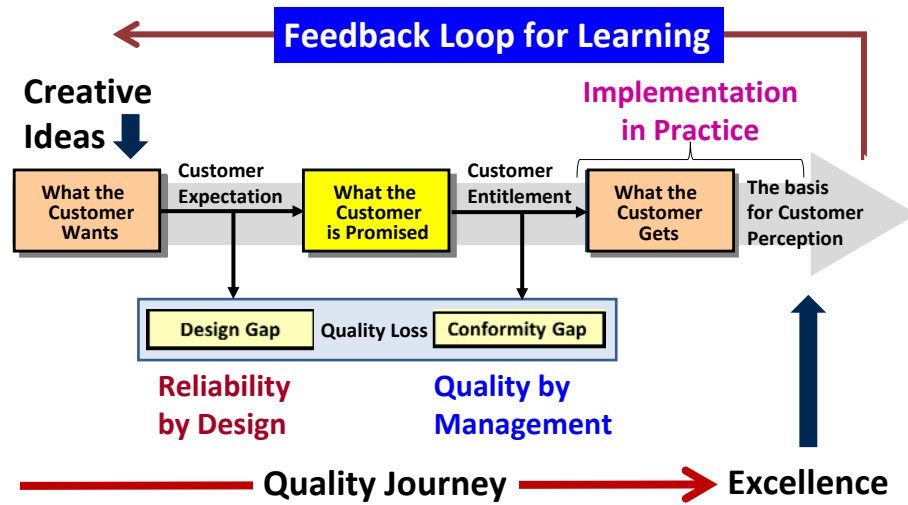 Feedback Loop for Learning
Creative
Ideas
Implementation
in Practice
What the
Customer
Wants
Customer
Expectation
What the
Customer
is Promised
Customer
Entitlement
What the
Customer
Gets
The basis
for Customer
Perception
Design Gap
Quality Loss
Conformity Gap
Reliability
by Design
Quality by
Management
Quality Journey
Excellence